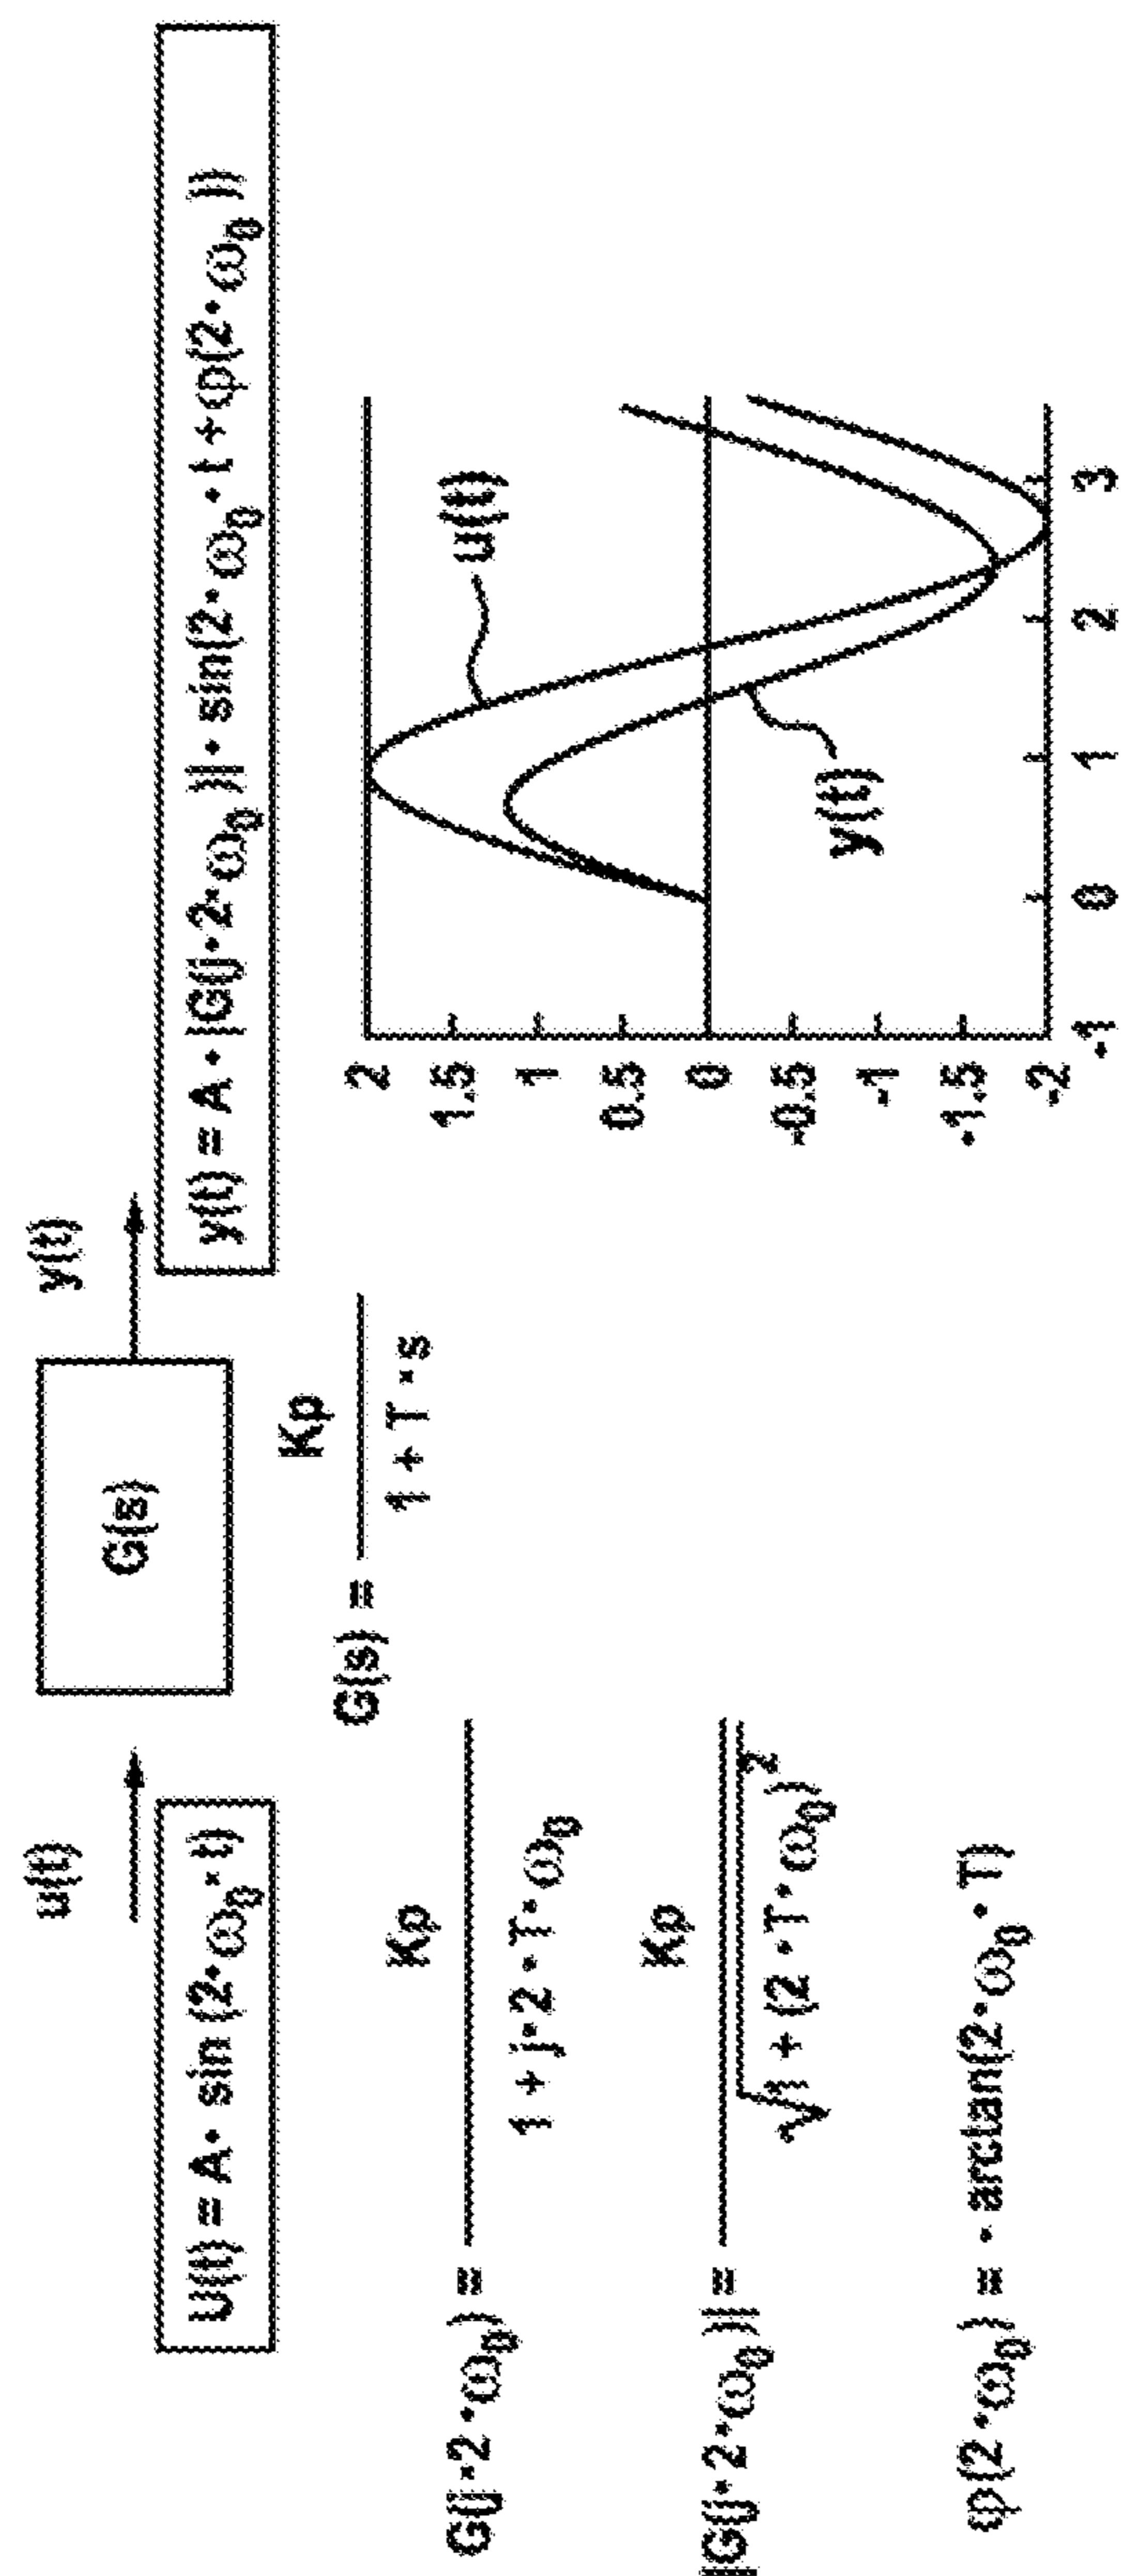 u(t)
G(s)
y(t)
U(t) = A• sin (2•ω₀•t)
y(t) = A • |G(j•2•ω₀)| • sin(2•ω₀•t + φ(2•ω₀))
G(s) =
Kp
1 + T•s
G(j•2•ω₀) =
Kp
1 + j•2•T•ω₀
|G(j•2•ω₀)| =
Kp
√1 + (2•T•ω₀)²
φ(2•ω₀) = • arctan(2•ω₀•T)
2
1.5
1
0.5
0
-0.5
-1
-1.5
-2
u(t)
y(t)
-1
0
1
2
3